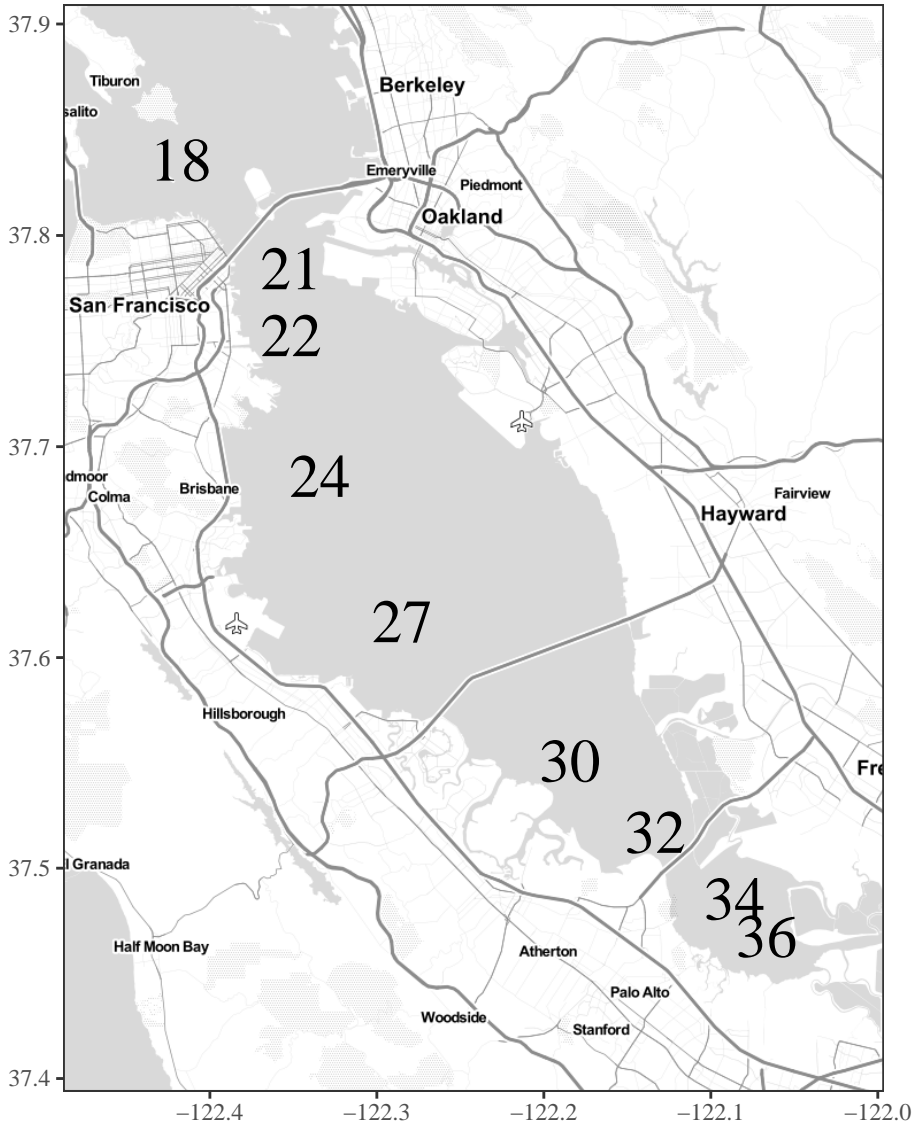 37.9
Tiburon
Berkeley
salito
18
Emeryville
Piedmont
Oakland
37.8
21
San Francisco
22
37.7
24
dmoor
Colma
Brisbane
Fairview
Hayward
27
37.6
Hillsborough
30
Fre
32
37.5
l Granada
34
36
Half Moon Bay
Atherton
Palo Alto
Woodside
Stanford
37.4
−122.4
−122.3
−122.2
−122.1
−122.0